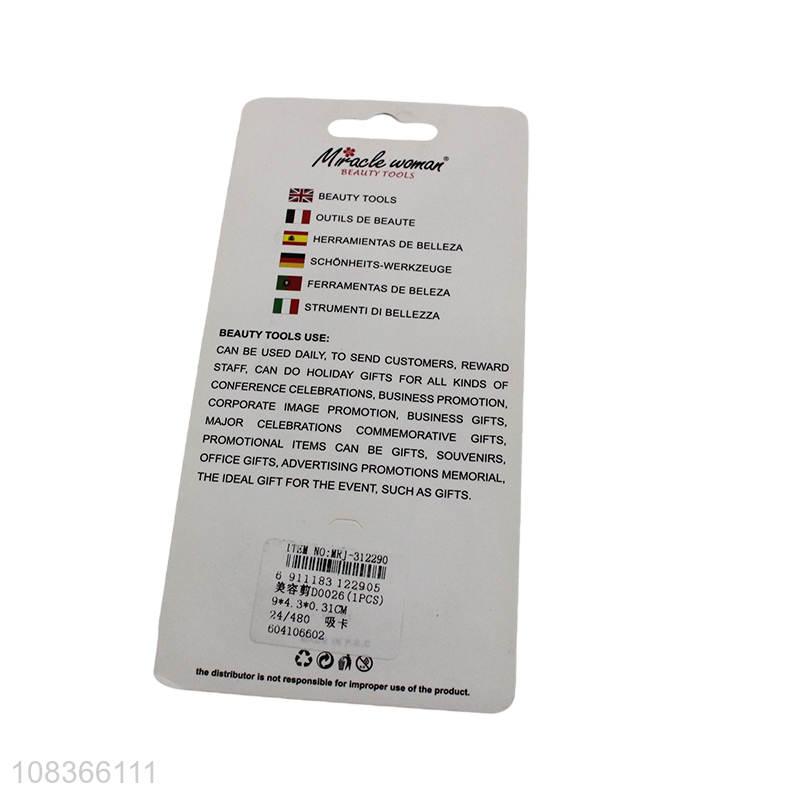 Miracle woman®
BEAUTY TOOLS
BEAUTY TOOLS
OUTILS DE BEAUTE
HERRAMIENTAS DE BELLEZA
SCHÖNHEITS-WERKZEUGE
FERRAMENTAS DE BELEZA
STRUMENTI DI BELLEZZA
BEAUTY TOOLS USE:
CAN BE USED DAILY, TO SEND CUSTOMERS, REWARD
STAFF, CAN DO HOLIDAY GIFTS FOR ALL KINDS OF
CONFERENCE CELEBRATIONS, BUSINESS PROMOTION,
CORPORATE IMAGE PROMOTION, BUSINESS GIFTS,
MAJOR CELEBRATIONS COMMEMORATIVE GIFTS,
PROMOTIONAL ITEMS CAN BE GIFTS, SOUVENIRS,
OFFICE GIFTS, ADVERTISING PROMOTIONS MEMORIAL,
THE IDEAL GIFT FOR THE EVENT, SUCH AS GIFTS.
ITEM NO:MRJ-312290
6 911183 122905
美容剪D0026(1PCS)
9*4.3*0.31CM
24/480 吸卡
604106602
MADE IN P.R.C
the distributor is not responsible for improper use of the product.
108366111